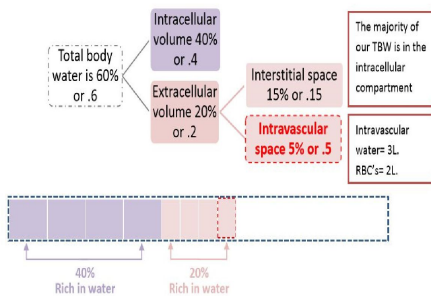 Total body
water is 60%
or .6
Intracellular
volume 40%
or .4
Extracellular
volume 20%
or .2
Interstitial space
15% or .15
Intravascular
space 5% or .5
The majority of
our TBW is in the
intracellular
compartment
Intravascular
water= 3L.
RBC's= 2L.
40%
Rich in water
20%
Rich in water